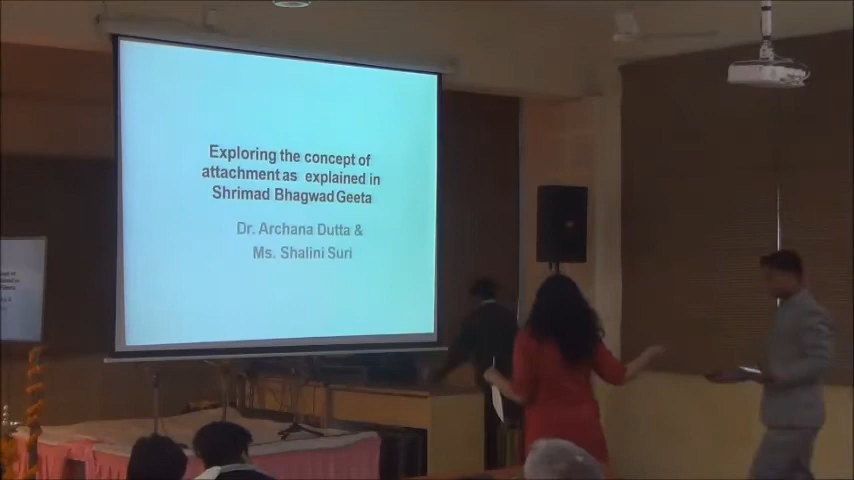 Exploring the concept of
attachment as explained in
Shrimad Bhagwad Geeta
Dr. Archana Dutta &
Ms. Shalini Suri